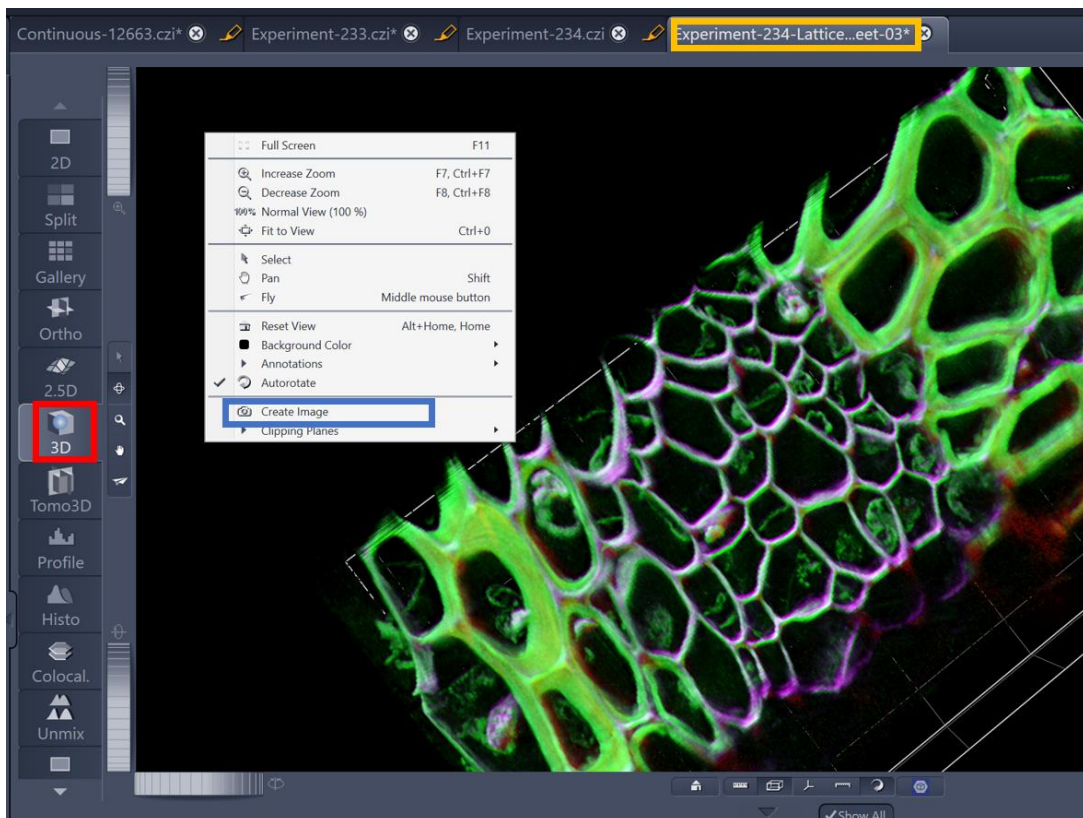 Continuous-12663.czi* Experiment-233.czi* Experiment-234.czi Experiment-234-Lattice...eet-03*
2D
Split
Gallery
Ortho
2.5D
3D
Tomo3D
Profile
Histo
Colocal.
Unmix
Full Screen F11
Increase Zoom F7, Ctrl+F7
Decrease Zoom F8, Ctrl+F8
100% Normal View (100 %)
Fit to View Ctrl+0
Select
Pan Shift
Fly Middle mouse button
Reset View Alt+Home, Home
Background Color
Annotations
Autorotate
Create Image
Clipping Planes
Show All